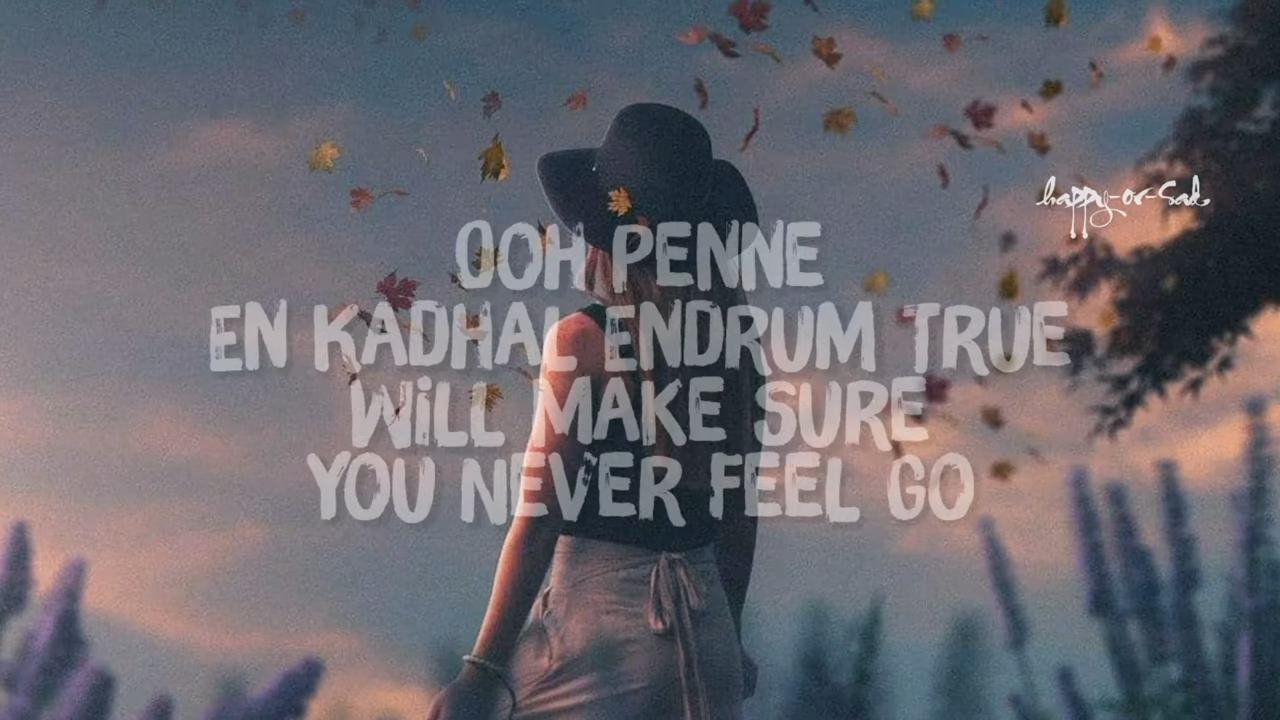 OOH PENNE
EN KADHAL ENDRUM TRUE
WiLL MAKE SURE
YOU NEVER FEEL GO
happy-or-Sad